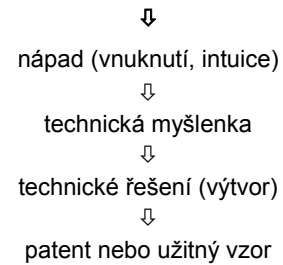 ⇩
nápad (vnuknutí, intuice)
⇩
technická myšlenka
⇩
technické řešení (výtvor)
⇩
patent nebo užitný vzor